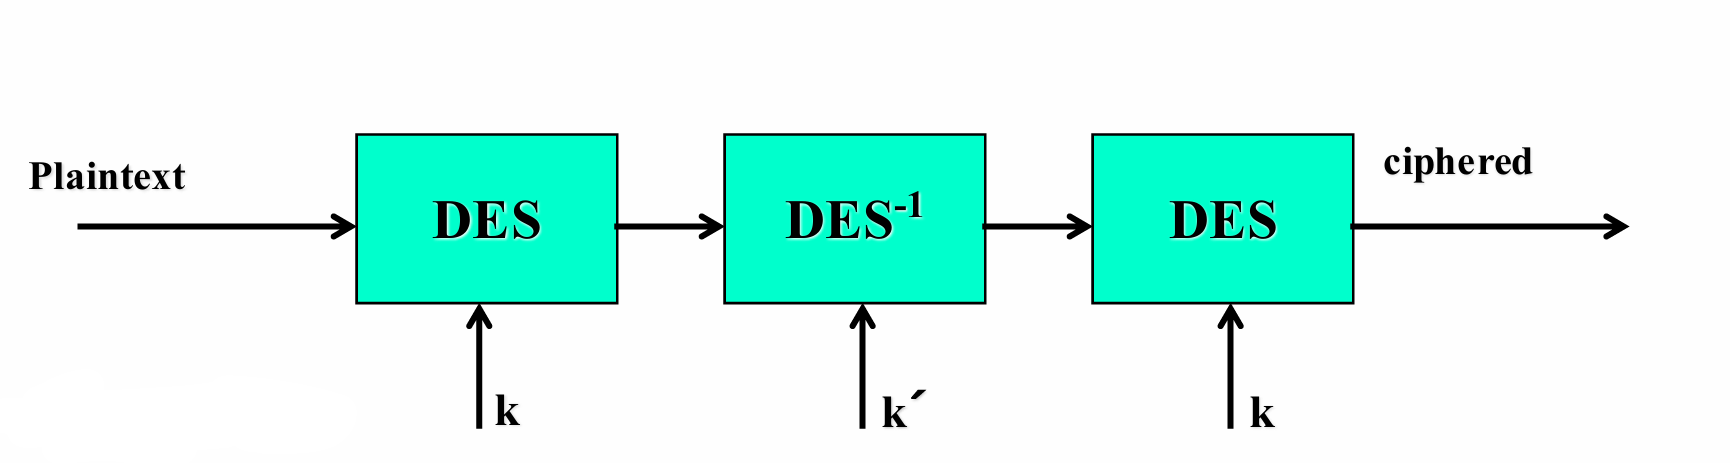 Plaintext
ciphered
DES
DES⁻¹
DES
k
k´
k